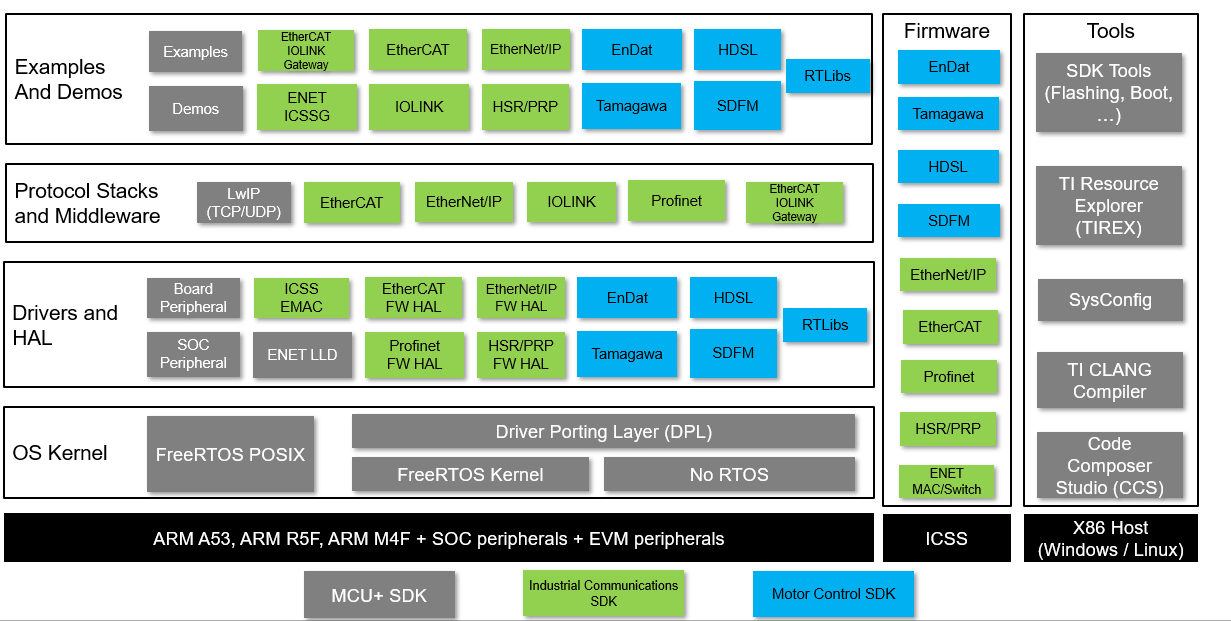 Examples
And Demos
Examples
EtherCAT
IOLINK
Gateway
EtherCAT
EtherNet/IP
EnDat
HDSL
RTLibs
Demos
ENET
ICSSG
IOLINK
HSR/PRP
Tamagawa
SDFM
Protocol Stacks
and Middleware
LwIP
(TCP/UDP)
EtherCAT
EtherNet/IP
IOLINK
Profinet
EtherCAT
IOLINK
Gateway
Drivers and
HAL
Board
Peripheral
ICSS
EMAC
EtherCAT
FW HAL
EtherNet/IP
FW HAL
EnDat
HDSL
RTLibs
SOC
Peripheral
ENET LLD
Profinet
FW HAL
HSR/PRP
FW HAL
Tamagawa
SDFM
OS Kernel
FreeRTOS POSIX
Driver Porting Layer (DPL)
FreeRTOS Kernel
No RTOS
ARM A53, ARM R5F, ARM M4F + SOC peripherals + EVM peripherals
Firmware
EnDat
Tamagawa
HDSL
SDFM
EtherNet/IP
EtherCAT
Profinet
HSR/PRP
ENET
MAC/Switch
ICSS
Tools
SDK Tools
(Flashing, Boot,
…)
TI Resource
Explorer
(TIREX)
SysConfig
TI CLANG
Compiler
Code
Composer
Studio (CCS)
X86 Host
(Windows / Linux)
MCU+ SDK
Industrial Communications
SDK
Motor Control SDK